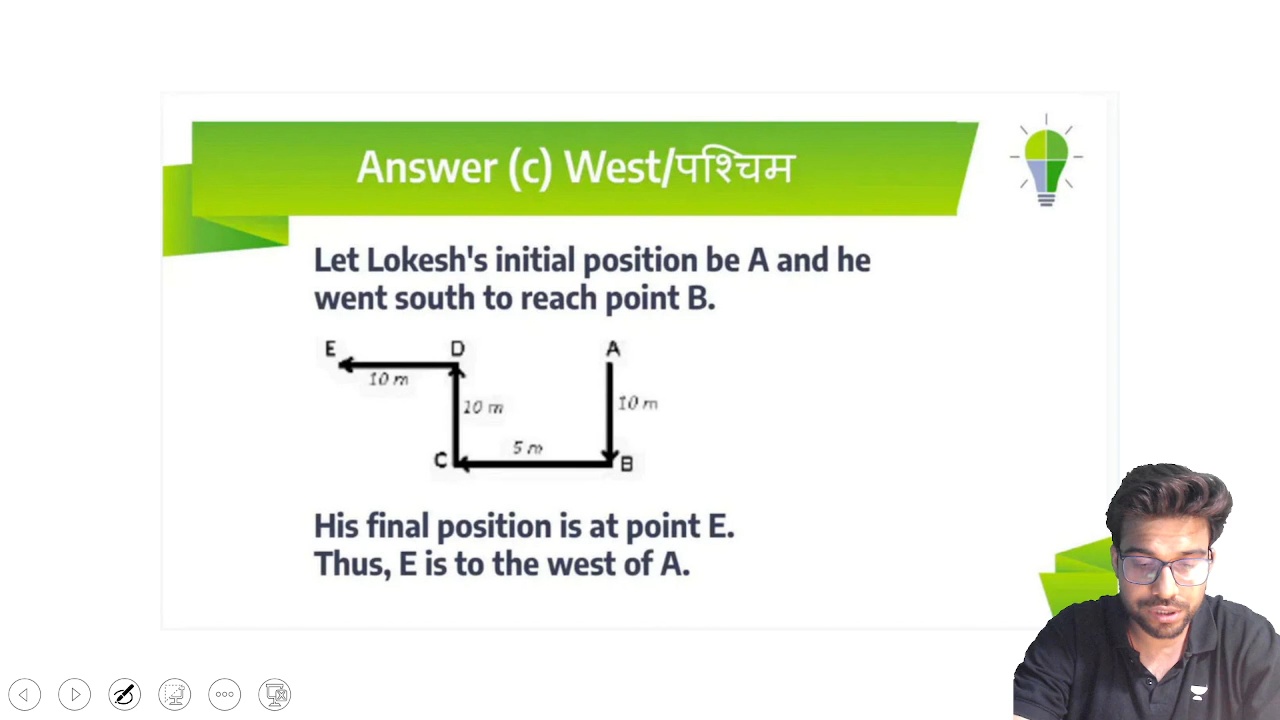 Answer (c) West/पश्चिम
Let Lokesh's initial position be A and he
went south to reach point B.
E D A
10 m 10 m 10 m
5 m
C B
His final position is at point E.
Thus, E is to the west of A.